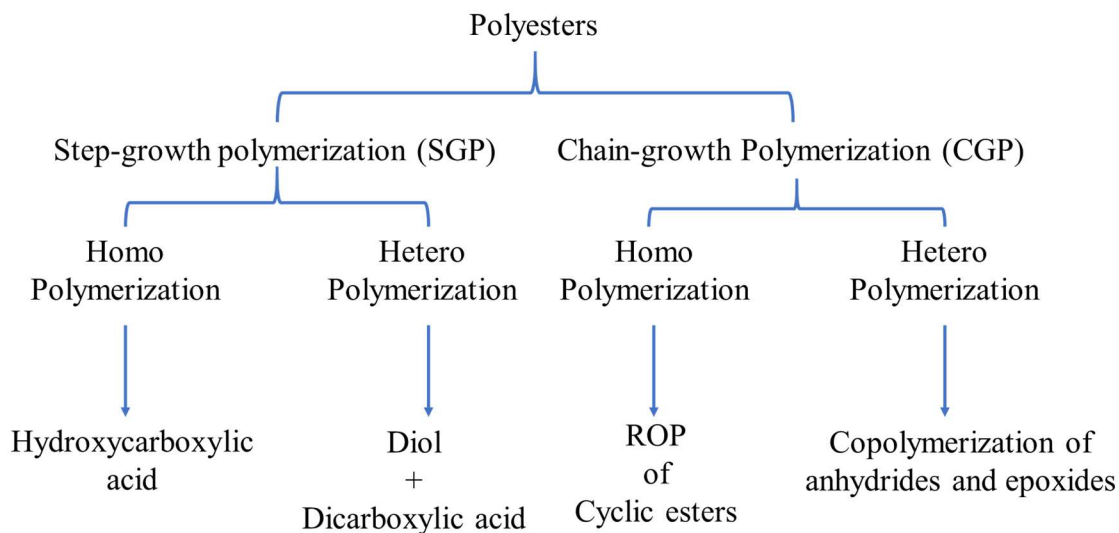 Polyesters
Step-growth polymerization (SGP)
Chain-growth Polymerization (CGP)
Homo
Polymerization
Hetero
Polymerization
Homo
Polymerization
Hetero
Polymerization
Hydroxycarboxylic
acid
Diol
+
Dicarboxylic acid
ROP
of
Cyclic esters
Copolymerization of
anhydrides and epoxides